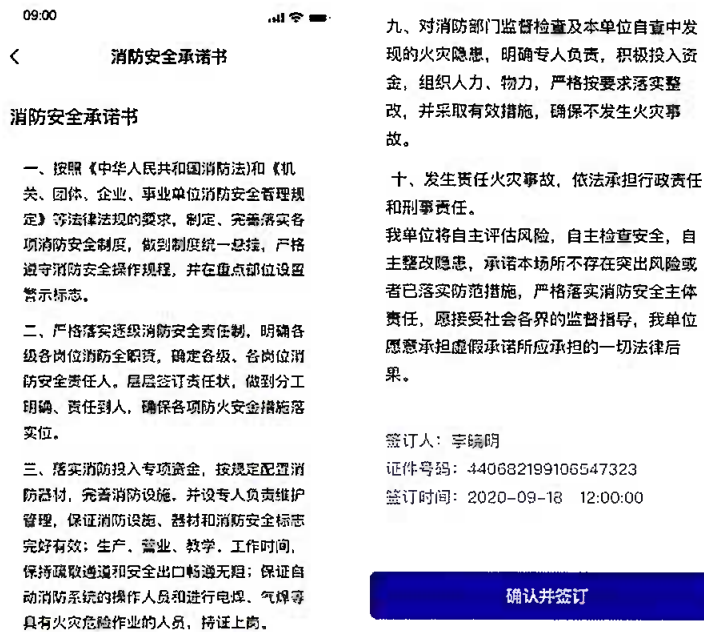 09:00
消防安全承诺书
消防安全承诺书
一、按照《中华人民共和国消防法)和《机
关、团体、企业、事业单位消防安全管理规
定》等法律法规的要求，制定、完善落实各
项消防安全制度，做到制度统一悬挂，严格
遵守消防安全操作规程，并在重点部位设置
警示标志。
二、严格落实逐级消防安全责任制，明确各
级各岗位消防全职责，确定各级、各岗位消
防安全责任人。层层签订责任状，做到分工
明确、责任到人，确保各项防火安全措施落
实位。
三、落实消防投入专项资金，按规定配置消
防器材，完善消防设施。并设专人负责维护
管理，保证消防设施、器材和消防安全标志
完好有效；生产、营业、教学、工作时间，
保持疏散通道和安全出口畅通无阻；保证自
动消防系统的操作人员和进行电焊、气焊等
具有火灾危险作业的人员，持证上岗。
九、对消防部门监督检查及本单位自查中发
现的火灾隐患，明确专人负责，积极投入资
金，组织人力、物力，严格按要求落实整
改，并采取有效措施，确保不发生火灾事
故。
十、发生责任火灾事故，依法承担行政责任
和刑事责任。
我单位将自主评估风险，自主检查安全，自
主整改隐患，承诺本场所不存在突出风险或
者已落实防范措施，严格落实消防安全主体
责任，愿接受社会各界的监督指导，我单位
愿意承担虚假承诺所应承担的一切法律后
果。
签订人：李晓明
证件号码：440682199106547323
签订时间：2020-09-18 12:00:00
确认并签订